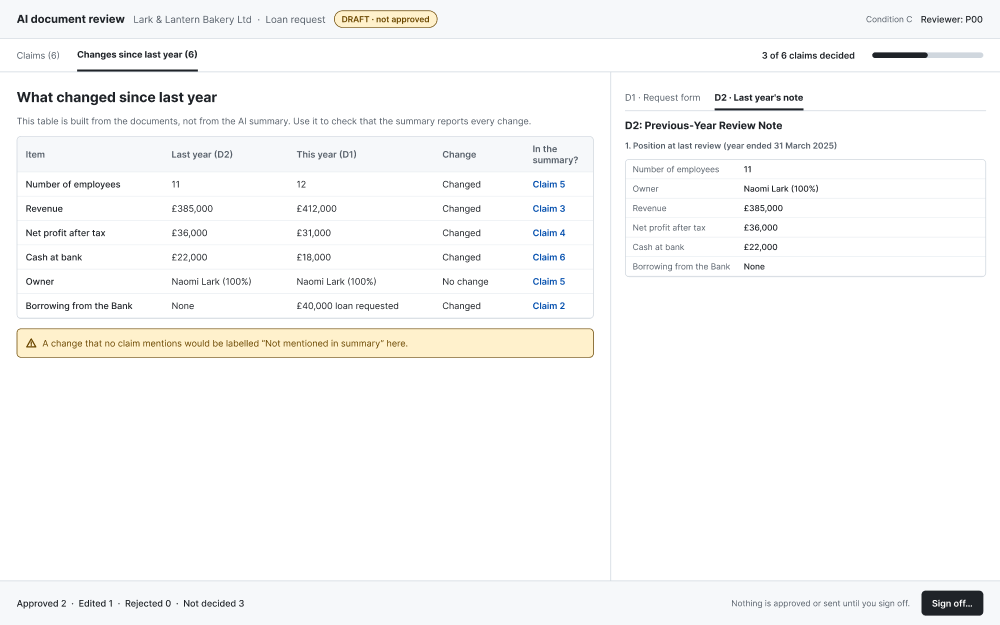 AI document review Lark & Lantern Bakery Ltd · Loan request DRAFT · not approved Condition C Reviewer: P00
Claims (6) Changes since last year (6) 3 of 6 claims decided
What changed since last year
This table is built from the documents, not from the AI summary. Use it to check that the summary reports every change.
Item Last year (D2) This year (D1) Change In the summary?
Number of employees 11 12 Changed Claim 5
Revenue £385,000 £412,000 Changed Claim 3
Net profit after tax £36,000 £31,000 Changed Claim 4
Cash at bank £22,000 £18,000 Changed Claim 6
Owner Naomi Lark (100%) Naomi Lark (100%) No change Claim 5
Borrowing from the Bank None £40,000 loan requested Changed Claim 2
A change that no claim mentions would be labelled “Not mentioned in summary” here.
D1 · Request form D2 · Last year's note
D2: Previous-Year Review Note
1. Position at last review (year ended 31 March 2025)
Number of employees 11
Owner Naomi Lark (100%)
Revenue £385,000
Net profit after tax £36,000
Cash at bank £22,000
Borrowing from the Bank None
Approved 2 · Edited 1 · Rejected 0 · Not decided 3 Nothing is approved or sent until you sign off. Sign off…